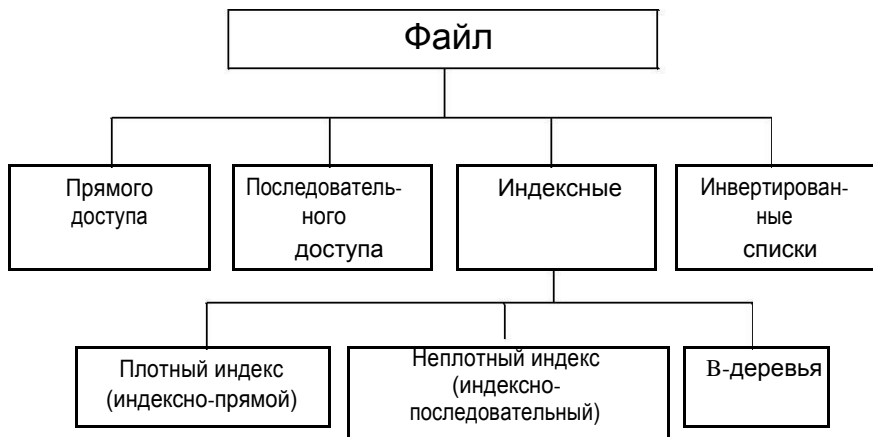 Файл
Прямого
доступа
Последователь-
ного
доступа
Индексные
Инвертирован-
ные
списки
Плотный индекс
(индексно-прямой)
Неплотный индекс
(индексно-
последовательный)
В-деревья